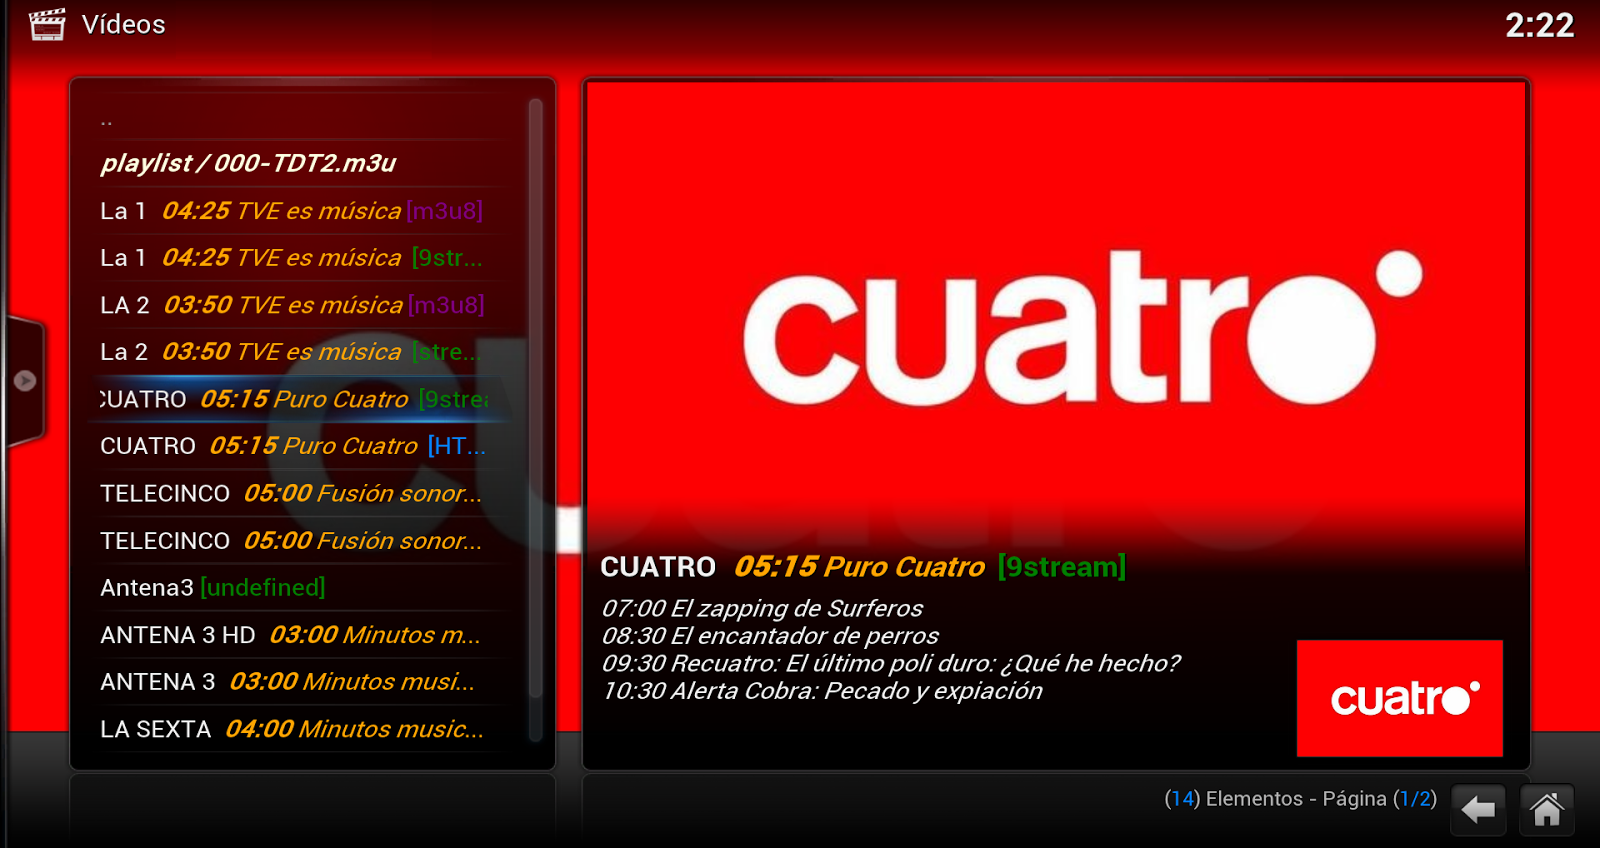 Vídeos
2:22
..
playlist / 000-TDT2.m3u
La 1 04:25 TVE es música [m3u8]
La 1 04:25 TVE es música [9str...
LA 2 03:50 TVE es música [m3u8]
La 2 03:50 TVE es música [stre...
CUATRO 05:15 Puro Cuatro [9strea
CUATRO 05:15 Puro Cuatro [HT...
TELECINCO 05:00 Fusión sonor...
TELECINCO 05:00 Fusión sonor...
Antena3 [undefined]
ANTENA 3 HD 03:00 Minutos m...
ANTENA 3 03:00 Minutos musi...
LA SEXTA 04:00 Minutos music...
cuatro
CUATRO 05:15 Puro Cuatro [9stream]
07:00 El zapping de Surferos
08:30 El encantador de perros
09:30 Recuatro: El último poli duro: ¿Qué he hecho?
10:30 Alerta Cobra: Pecado y expiación
cuatro
(14) Elementos - Página (1/2)